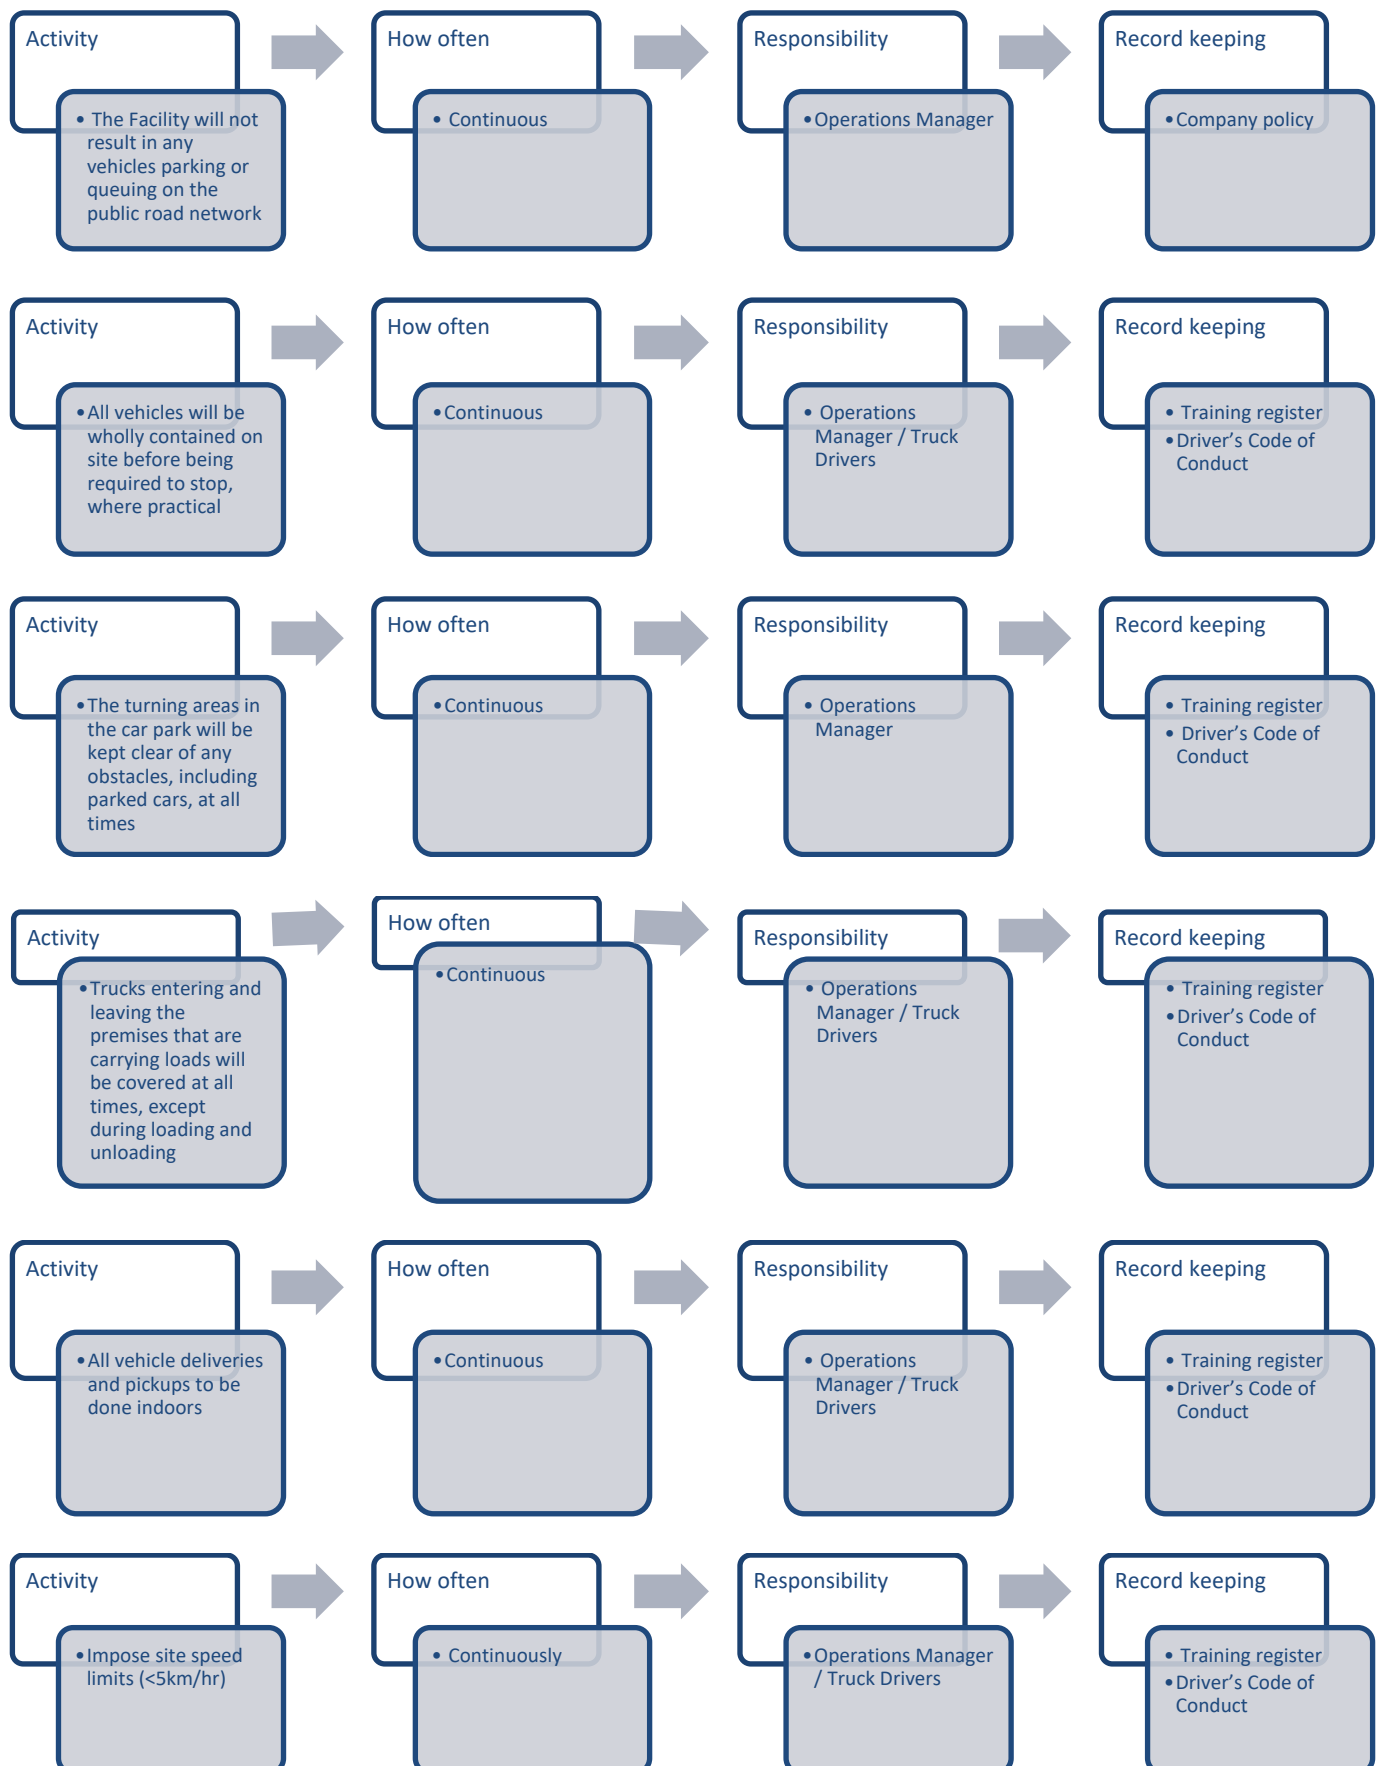 Activity
How often
Responsibility
Record keeping
• The Facility will not
result in any
vehicles parking or
queuing on the
public road network
• Continuous
• Operations Manager
• Company policy
Activity
How often
Responsibility
Record keeping
• All vehicles will be
wholly contained on
site before being
required to stop,
where practical
• Continuous
• Operations
Manager / Truck
Drivers
• Training register
• Driver’s Code of
Conduct
Activity
How often
Responsibility
Record keeping
• The turning areas in
the car park will be
kept clear of any
obstacles, including
parked cars, at all
times
• Continuous
• Operations
Manager
• Training register
• Driver’s Code of
Conduct
Activity
How often
Responsibility
Record keeping
• Trucks entering and
leaving the
premises that are
carrying loads will
be covered at all
times, except
during loading and
unloading
• Continuous
• Operations
Manager / Truck
Drivers
• Training register
• Driver’s Code of
Conduct
Activity
How often
Responsibility
Record keeping
• All vehicle deliveries
and pickups to be
done indoors
• Continuous
• Operations
Manager / Truck
Drivers
• Training register
• Driver’s Code of
Conduct
Activity
How often
Responsibility
Record keeping
• Impose site speed
limits (<5km/hr)
• Continuously
• Operations Manager
/ Truck Drivers
• Training register
• Driver’s Code of
Conduct